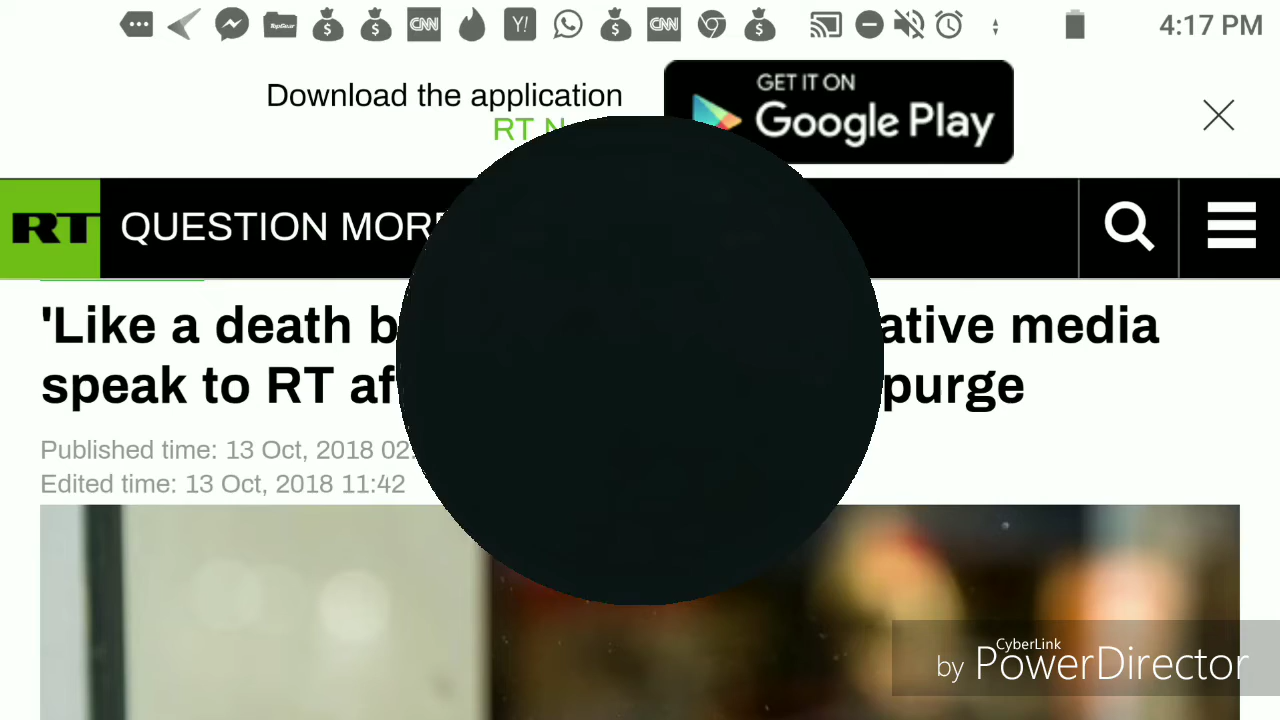 CNN Y! CNN 4:17 PM
Download the application
GET IT ON
Google Play
RT
RT QUESTION MOR
'Like a death ative media
speak to RT purge
Published time: 13 Oct, 2018 02
Edited time: 13 Oct, 2018 11:42
CyberLink
by PowerDirector